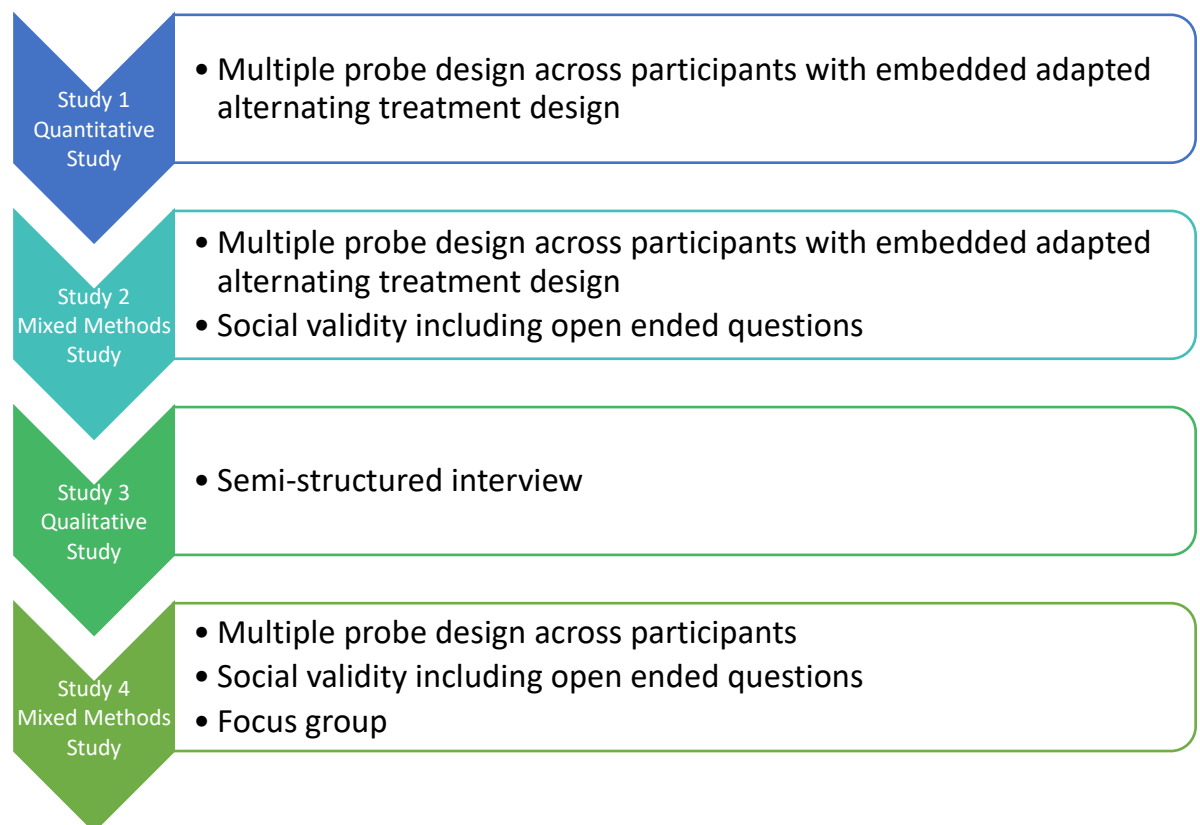 Study 1
Quantitative
Study
• Multiple probe design across participants with embedded adapted
alternating treatment design
Study 2
Mixed Methods
Study
• Multiple probe design across participants with embedded adapted
alternating treatment design
• Social validity including open ended questions
Study 3
Qualitative
Study
• Semi-structured interview
Study 4
Mixed Methods
Study
• Multiple probe design across participants
• Social validity including open ended questions
• Focus group